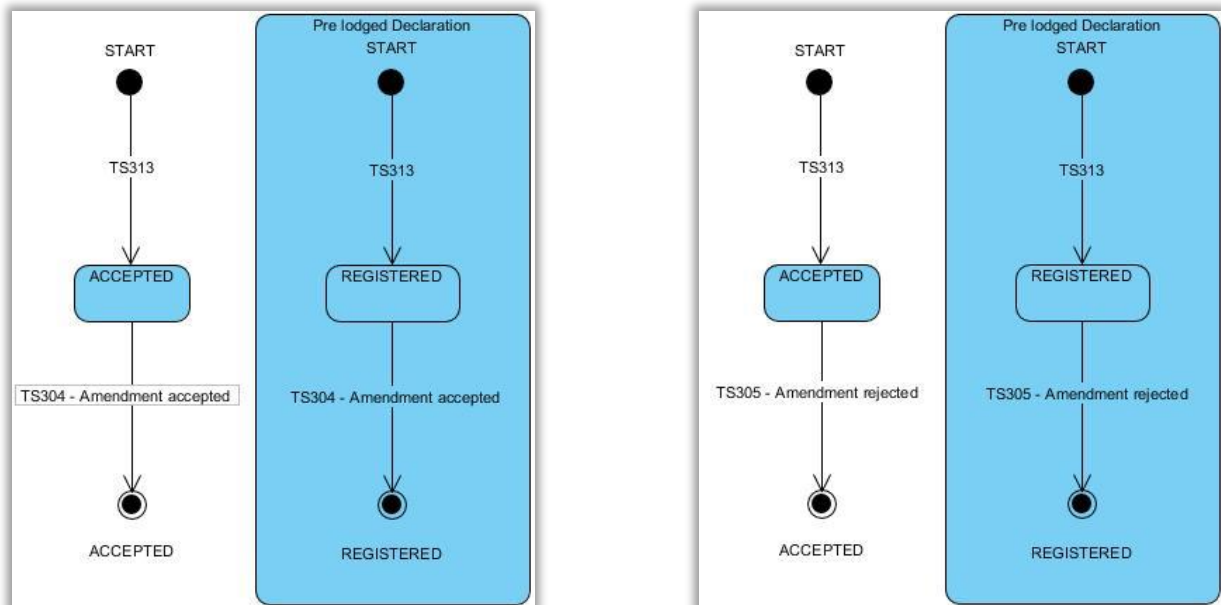 START
TS313
ACCEPTED
TS304 - Amendment accepted
ACCEPTED
Pre lodged Declaration
START
TS313
REGISTERED
TS304 - Amendment accepted
REGISTERED
START
TS313
ACCEPTED
TS305 - Amendment rejected
ACCEPTED
Pre lodged Declaration
START
TS313
REGISTERED
TS305 - Amendment rejected
REGISTERED